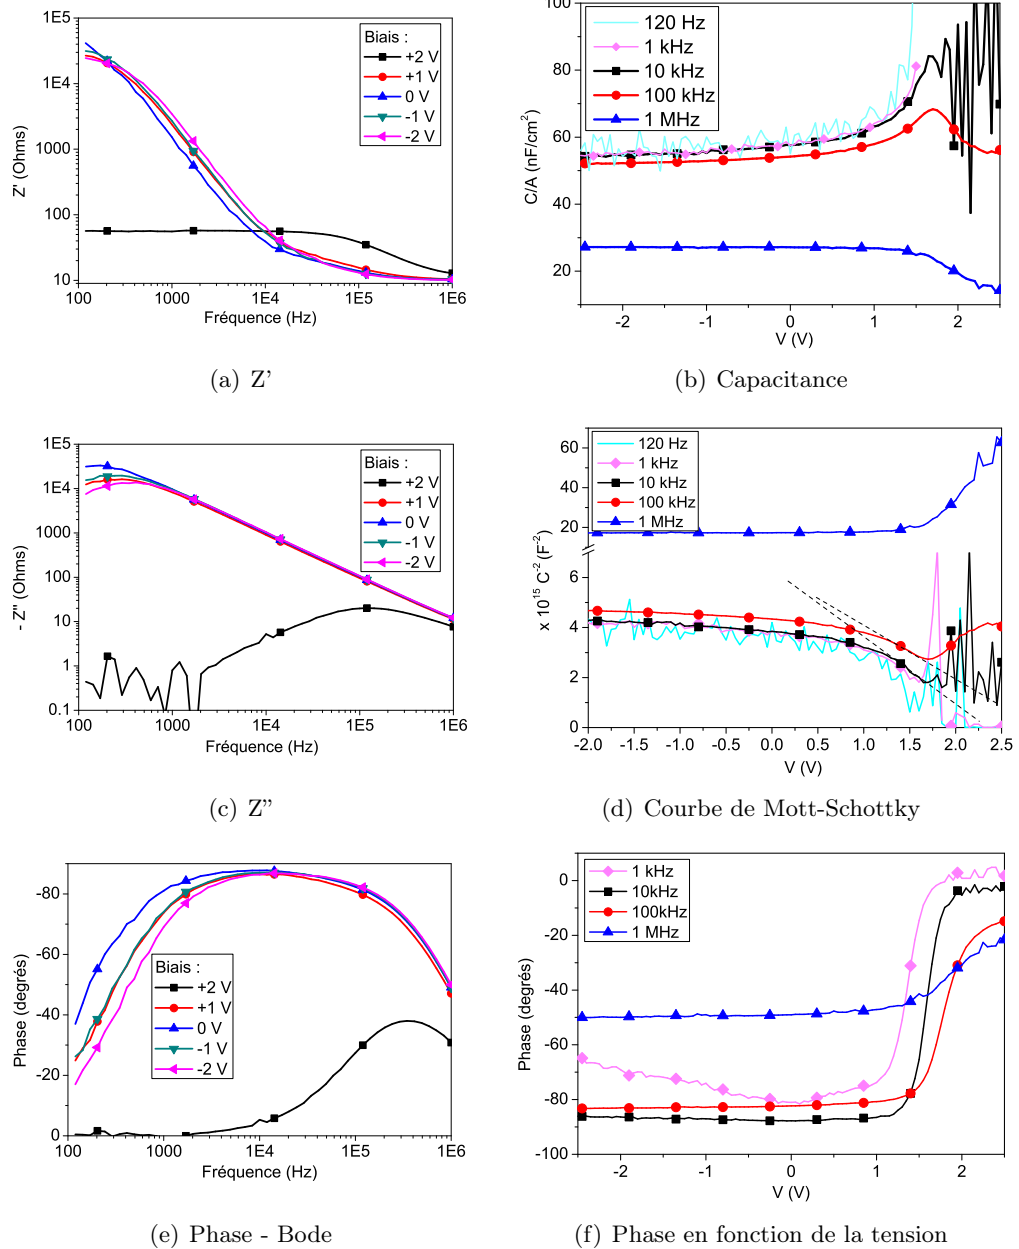 1E5
1E4
1000
100
10
Z' (Ohms)
Biais :
+2 V
+1 V
0 V
-1 V
-2 V
100 1000 1E4 1E5 1E6
Fréquence (Hz)
(a) Z'
100
80
60
40
20
C/A (nF/cm²)
120 Hz
1 kHz
10 kHz
100 kHz
1 MHz
-2 -1 0 1 2
V (V)
(b) Capacitance
1E5
1E4
1000
100
10
1
0.1
- Z'' (Ohms)
Biais :
+2 V
+1 V
0 V
-1 V
-2 V
100 1000 1E4 1E5 1E6
Fréquence (Hz)
(c) Z”
60
40
20
6
4
2
0
x 10¹⁵ C⁻² (F⁻²)
120 Hz
1 kHz
10 kHz
100 kHz
1 MHz
-2.0 -1.5 -1.0 -0.5 0.0 0.5 1.0 1.5 2.0 2.5
V (V)
(d) Courbe de Mott-Schottky
-80
-60
-40
-20
0
Phase (degrés)
Biais :
+2 V
+1 V
0 V
-1 V
-2 V
100 1000 1E4 1E5 1E6
Fréquence (Hz)
(e) Phase - Bode
0
-20
-40
-60
-80
-100
Phase (degrés)
1 kHz
10kHz
100kHz
1 MHz
-2 -1 0 1 2
V (V)
(f) Phase en fonction de la tension